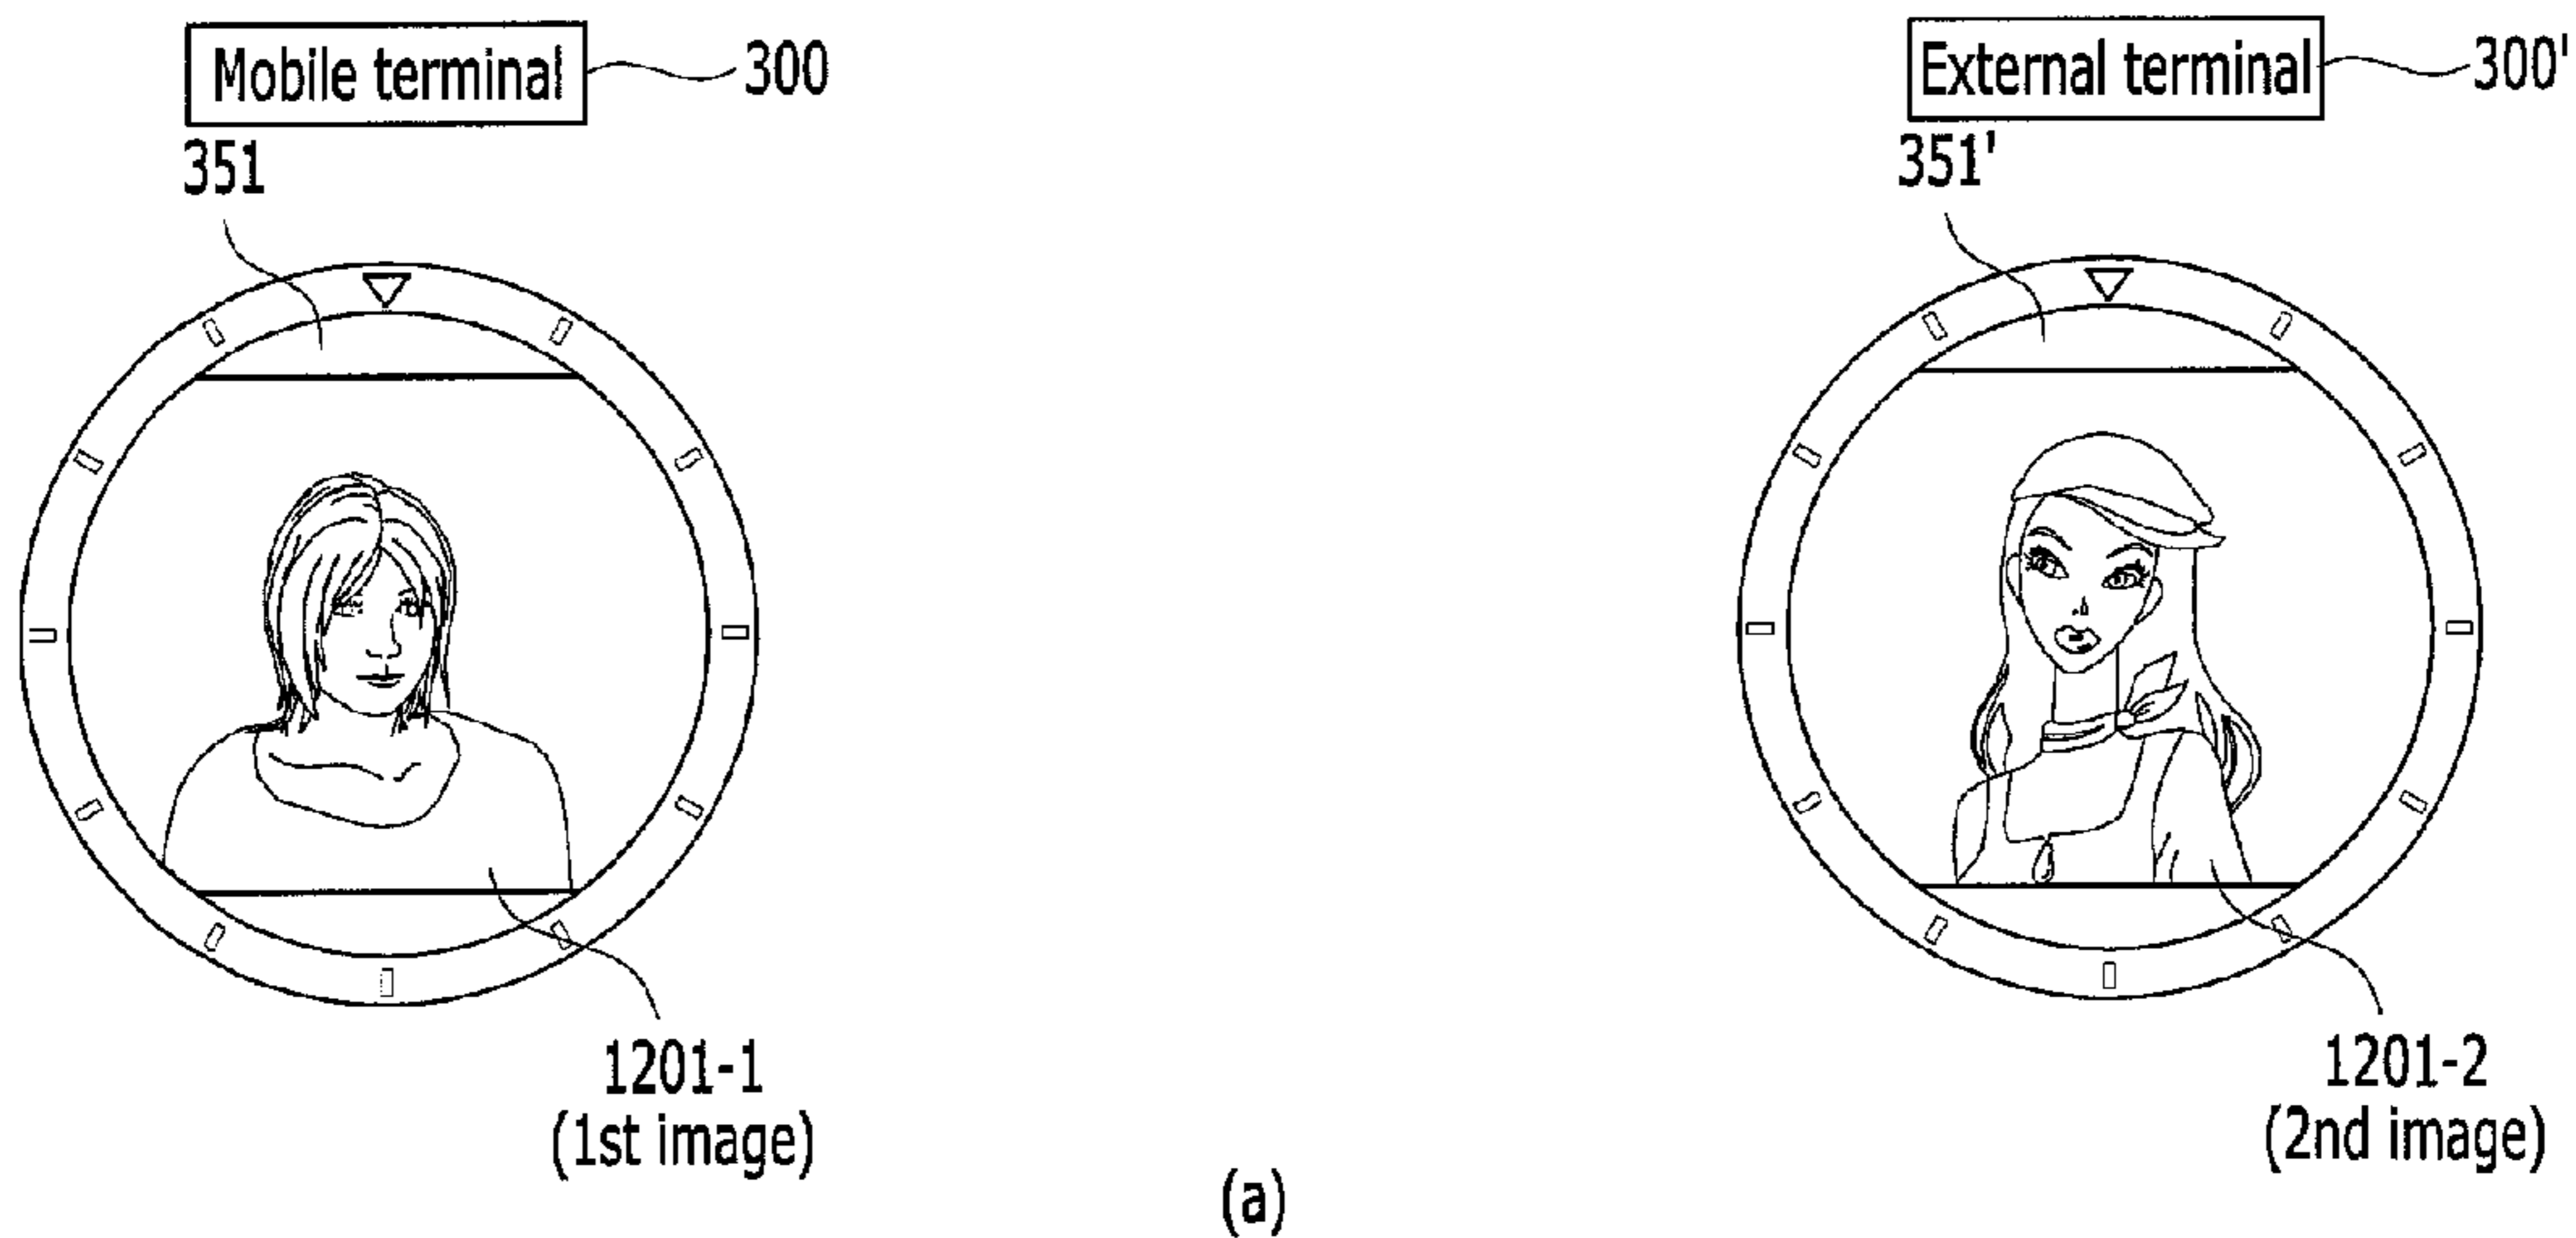 Mobile terminal 300
351
External terminal 300'
351'
1201-1
(1st image)
1201-2
(2nd image)
(a)